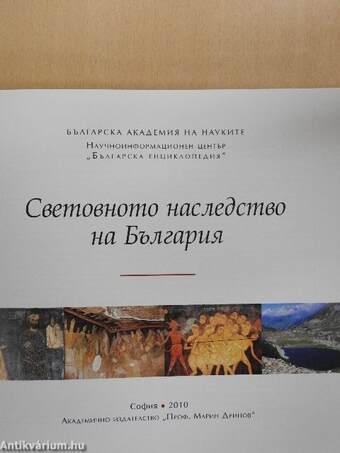 БЪЛГАРСКА АКАДЕМИЯ НА НАУКИТЕ
НАУЧНОИНФОРМАЦИОНЕН ЦЕНТЪР
„БЪЛГАРСКА ЕНЦИКЛОПЕДИЯ“
Световното наследство
на България
СОФИЯ • 2010
АКАДЕМИЧНО ИЗДАТЕЛСТВО „ПРОФ. МАРИН ДРИНОВ“
Antikvárium.hu